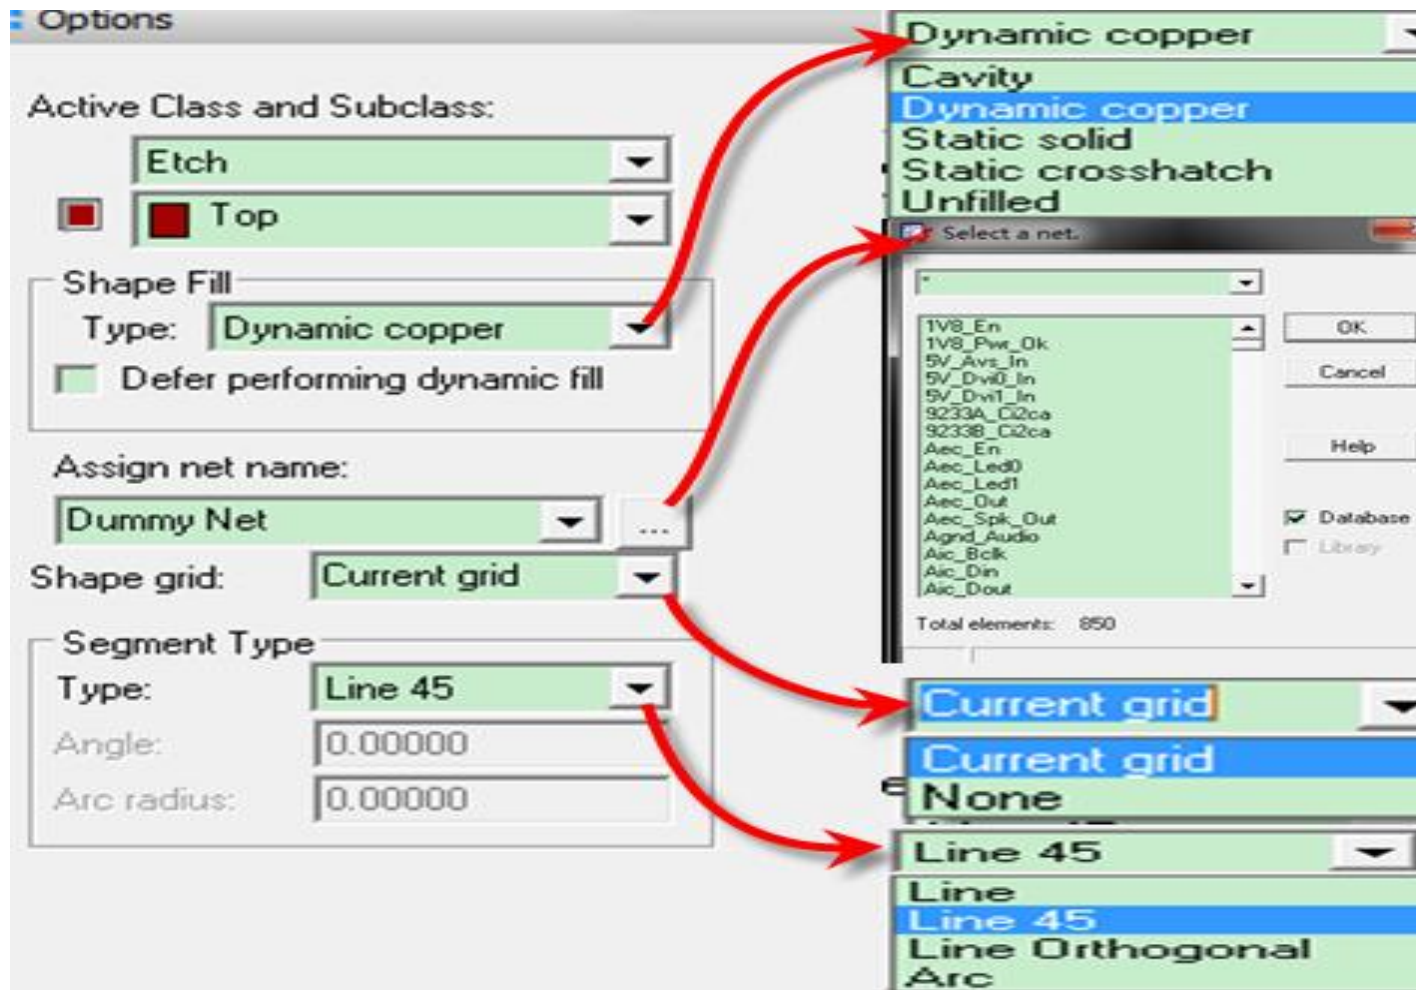 Options
Active Class and Subclass:
Etch
Top
Shape Fill
Type: Dynamic copper
Defer performing dynamic fill
Assign net name:
Dummy Net
...
Shape grid: Current grid
Segment Type
Type: Line 45
Angle: 0.00000
Arc radius: 0.00000
Dynamic copper
Cavity
Dynamic copper
Static solid
Static crosshatch
Unfilled
Select a net.
*
1V8_En
1V8_Pwr_Ok
5V_Avs_In
5V_Dvi0_In
5V_Dvi1_In
9233A_Ci2ca
9233B_Ci2ca
Aec_En
Aec_Led0
Aec_Led1
Aec_Out
Aec_Spk_Out
Agnd_Audio
Aic_Bclk
Aic_Din
Aic_Dout
OK
Cancel
Help
Database
Library
Total elements: 850
Current grid
Current grid
None
Line 45
Line
Line 45
Line Orthogonal
Arc